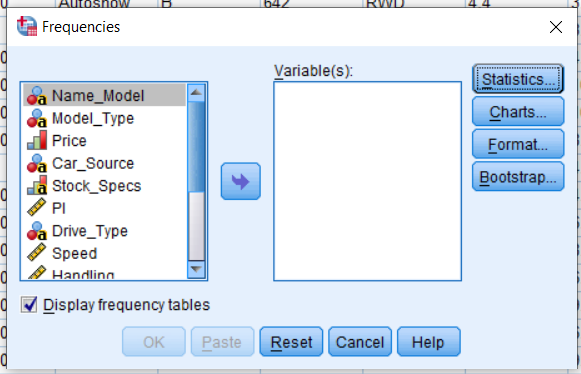 Autoshow B 642 RWD 4.4
Frequencies
Variable(s):
Name_Model
Model_Type
Price
Car_Source
Stock_Specs
PI
Drive_Type
Speed
Handling
Statistics...
Charts...
Format...
Bootstrap...
Display frequency tables
OK Paste Reset Cancel Help